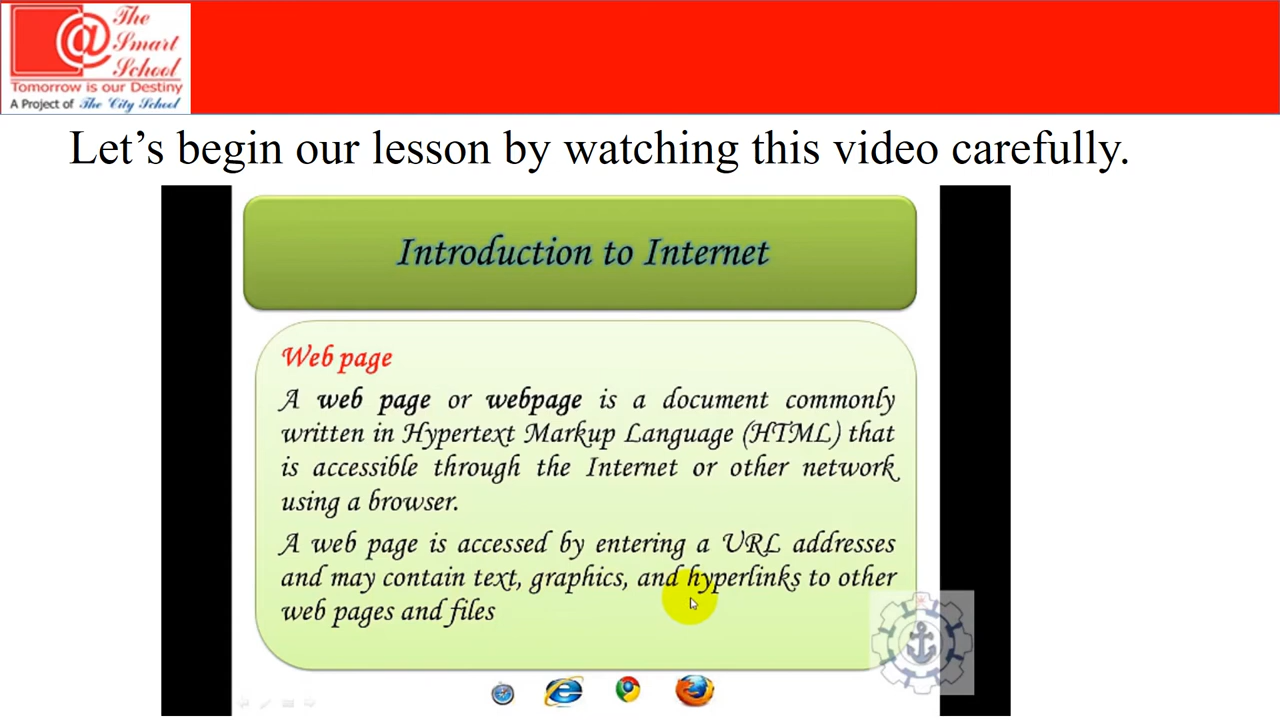 The
Smart
School
Tomorrow is our Destiny
A Project of The City School
Let’s begin our lesson by watching this video carefully.
Introduction to Internet
Web page
A web page or webpage is a document commonly
written in Hypertext Markup Language (HTML) that
is accessible through the Internet or other network
using a browser.
A web page is accessed by entering a URL addresses
and may contain text, graphics, and hyperlinks to other
web pages and files